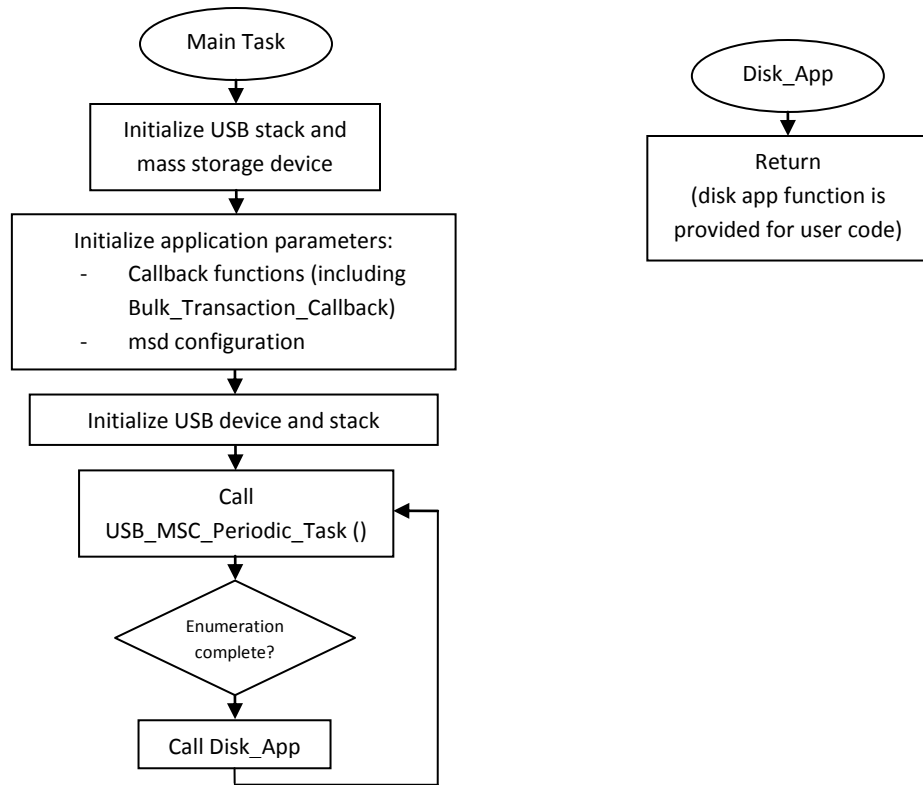 Main Task
Initialize USB stack and
mass storage device
Initialize application parameters:
- Callback functions (including
Bulk_Transaction_Callback)
- msd configuration
Initialize USB device and stack
Call
USB_MSC_Periodic_Task ()
Enumeration
complete?
Call Disk_App
Disk_App
Return
(disk app function is
provided for user code)